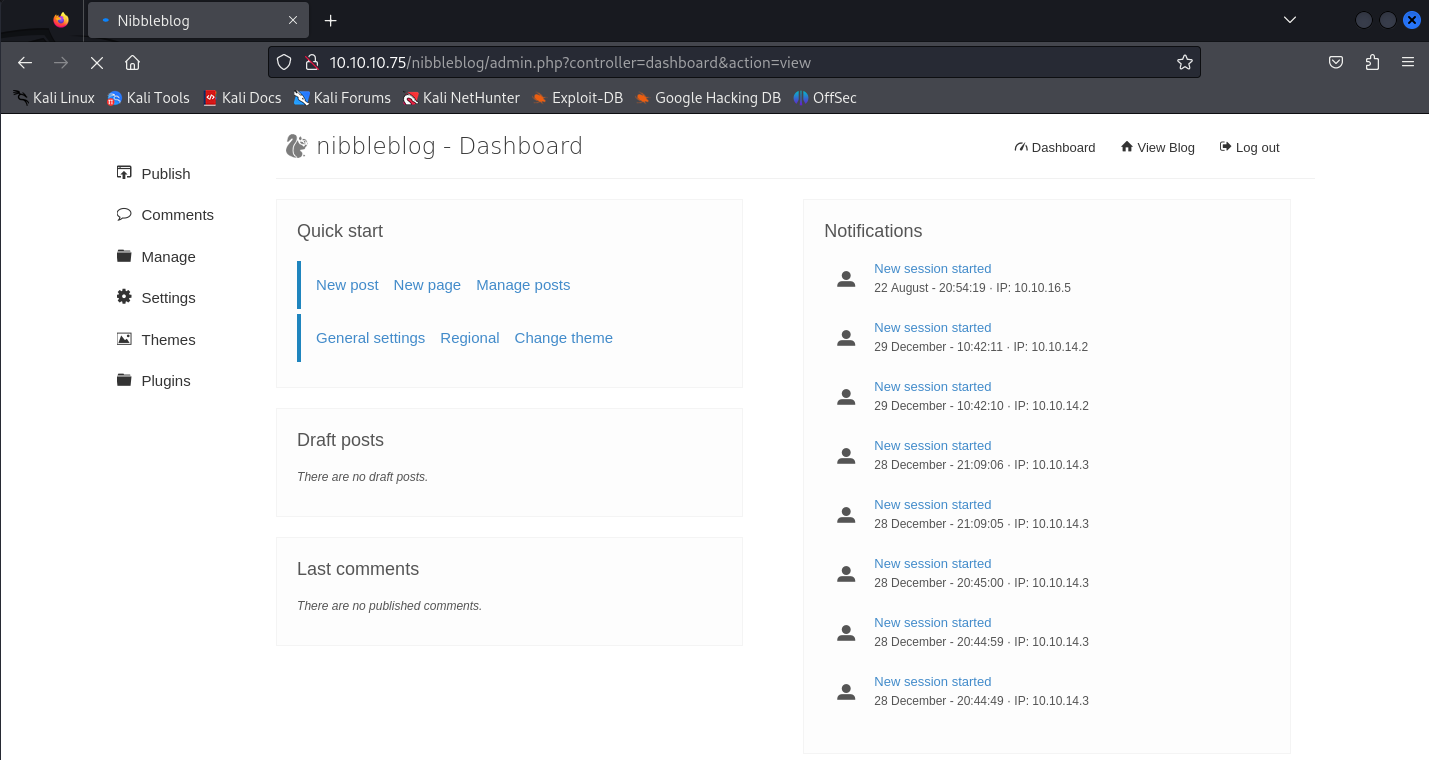 Nibbleblog
10.10.10.75/nibbleblog/admin.php?controller=dashboard&action=view
Kali Linux Kali Tools Kali Docs Kali Forums Kali NetHunter Exploit-DB Google Hacking DB OffSec
nibbleblog - Dashboard
Dashboard View Blog Log out
Publish
Comments
Manage
Settings
Themes
Plugins
Quick start
New post New page Manage posts
General settings Regional Change theme
Draft posts
There are no draft posts.
Last comments
There are no published comments.
Notifications
New session started
22 August - 20:54:19 · IP: 10.10.16.5
New session started
29 December - 10:42:11 · IP: 10.10.14.2
New session started
29 December - 10:42:10 · IP: 10.10.14.2
New session started
28 December - 21:09:06 · IP: 10.10.14.3
New session started
28 December - 21:09:05 · IP: 10.10.14.3
New session started
28 December - 20:45:00 · IP: 10.10.14.3
New session started
28 December - 20:44:59 · IP: 10.10.14.3
New session started
28 December - 20:44:49 · IP: 10.10.14.3